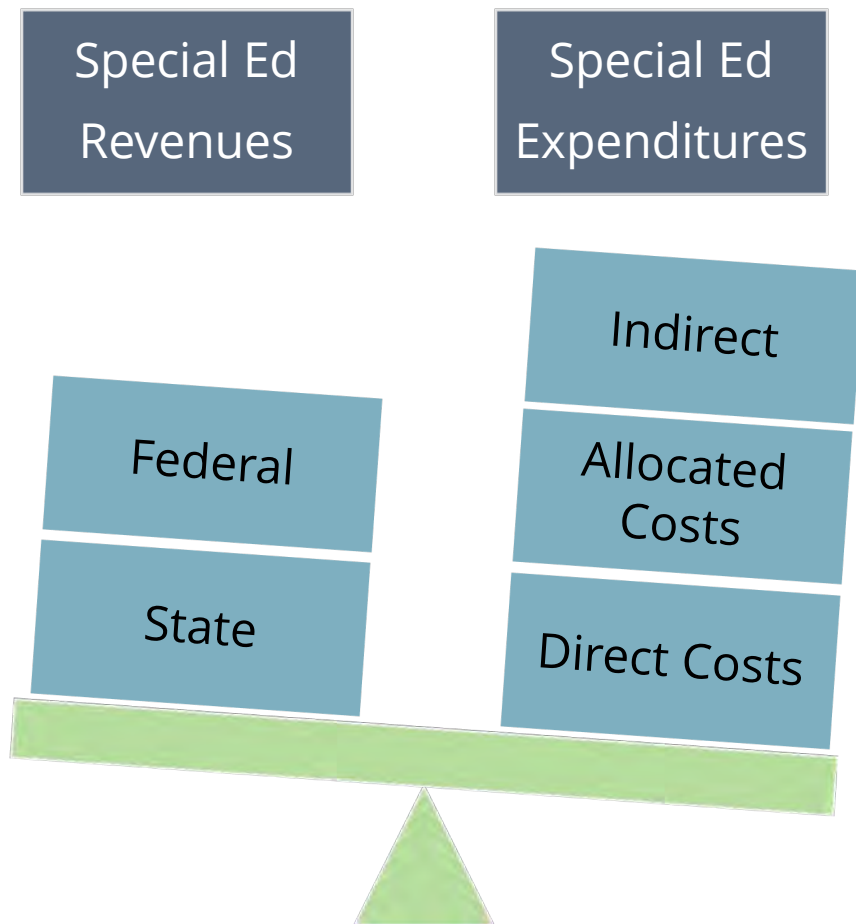 Special Ed
Revenues
Special Ed
Expenditures
Federal
State
Indirect
Allocated
Costs
Direct Costs